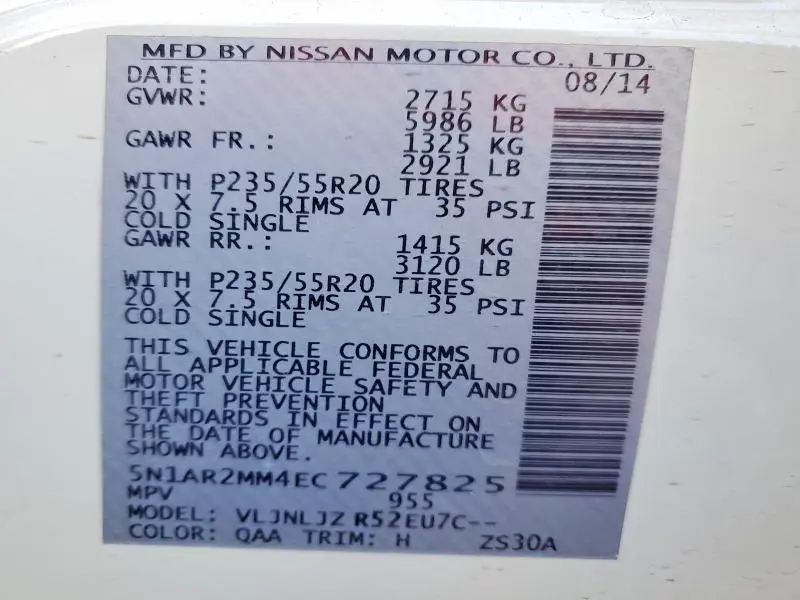 MFD BY NISSAN MOTOR CO., LTD.
DATE: 08/14
GVWR: 2715 KG
5986 LB
GAWR FR.: 1325 KG
2921 LB
WITH P235/55R20 TIRES
20 X 7.5 RIMS AT 35 PSI
COLD SINGLE
GAWR RR.: 1415 KG
3120 LB
WITH P235/55R20 TIRES
20 X 7.5 RIMS AT 35 PSI
COLD SINGLE
THIS VEHICLE CONFORMS TO
ALL APPLICABLE FEDERAL
MOTOR VEHICLE SAFETY AND
THEFT PREVENTION
STANDARDS IN EFFECT ON
THE DATE OF MANUFACTURE
SHOWN ABOVE.
5N1AR2MM4EC727825
MPV 955
MODEL: VLJNLJZ R52EU7C--
COLOR: QAA TRIM: H ZS30A